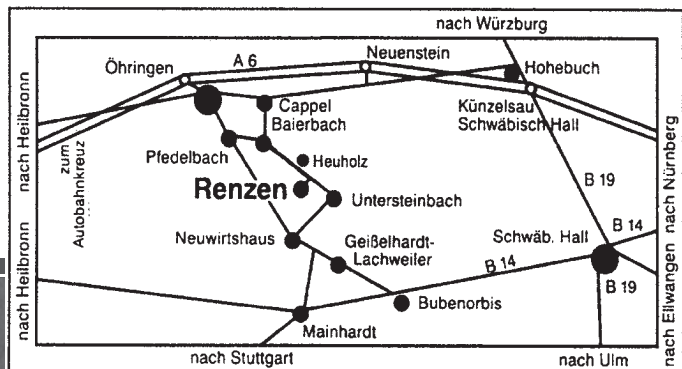 nach Würzburg
Öhringen
A 6
Neuenstein
Hohebuch
Cappel
Baierbach
Künzelsau
Schwäbisch Hall
nach Heilbronn
zum
Autobahnkreuz
Pfedelbach
Heuholz
Renzen
Untersteinbach
B 19
nach Nürnberg
Neuwirtshaus
Geißelhardt-
Lachweiler
Schwäb. Hall
B 14
B 14
nach Heilbronn
Bubenorbis
B 19
nach Ellwangen
Mainhardt
nach Stuttgart
nach Ulm